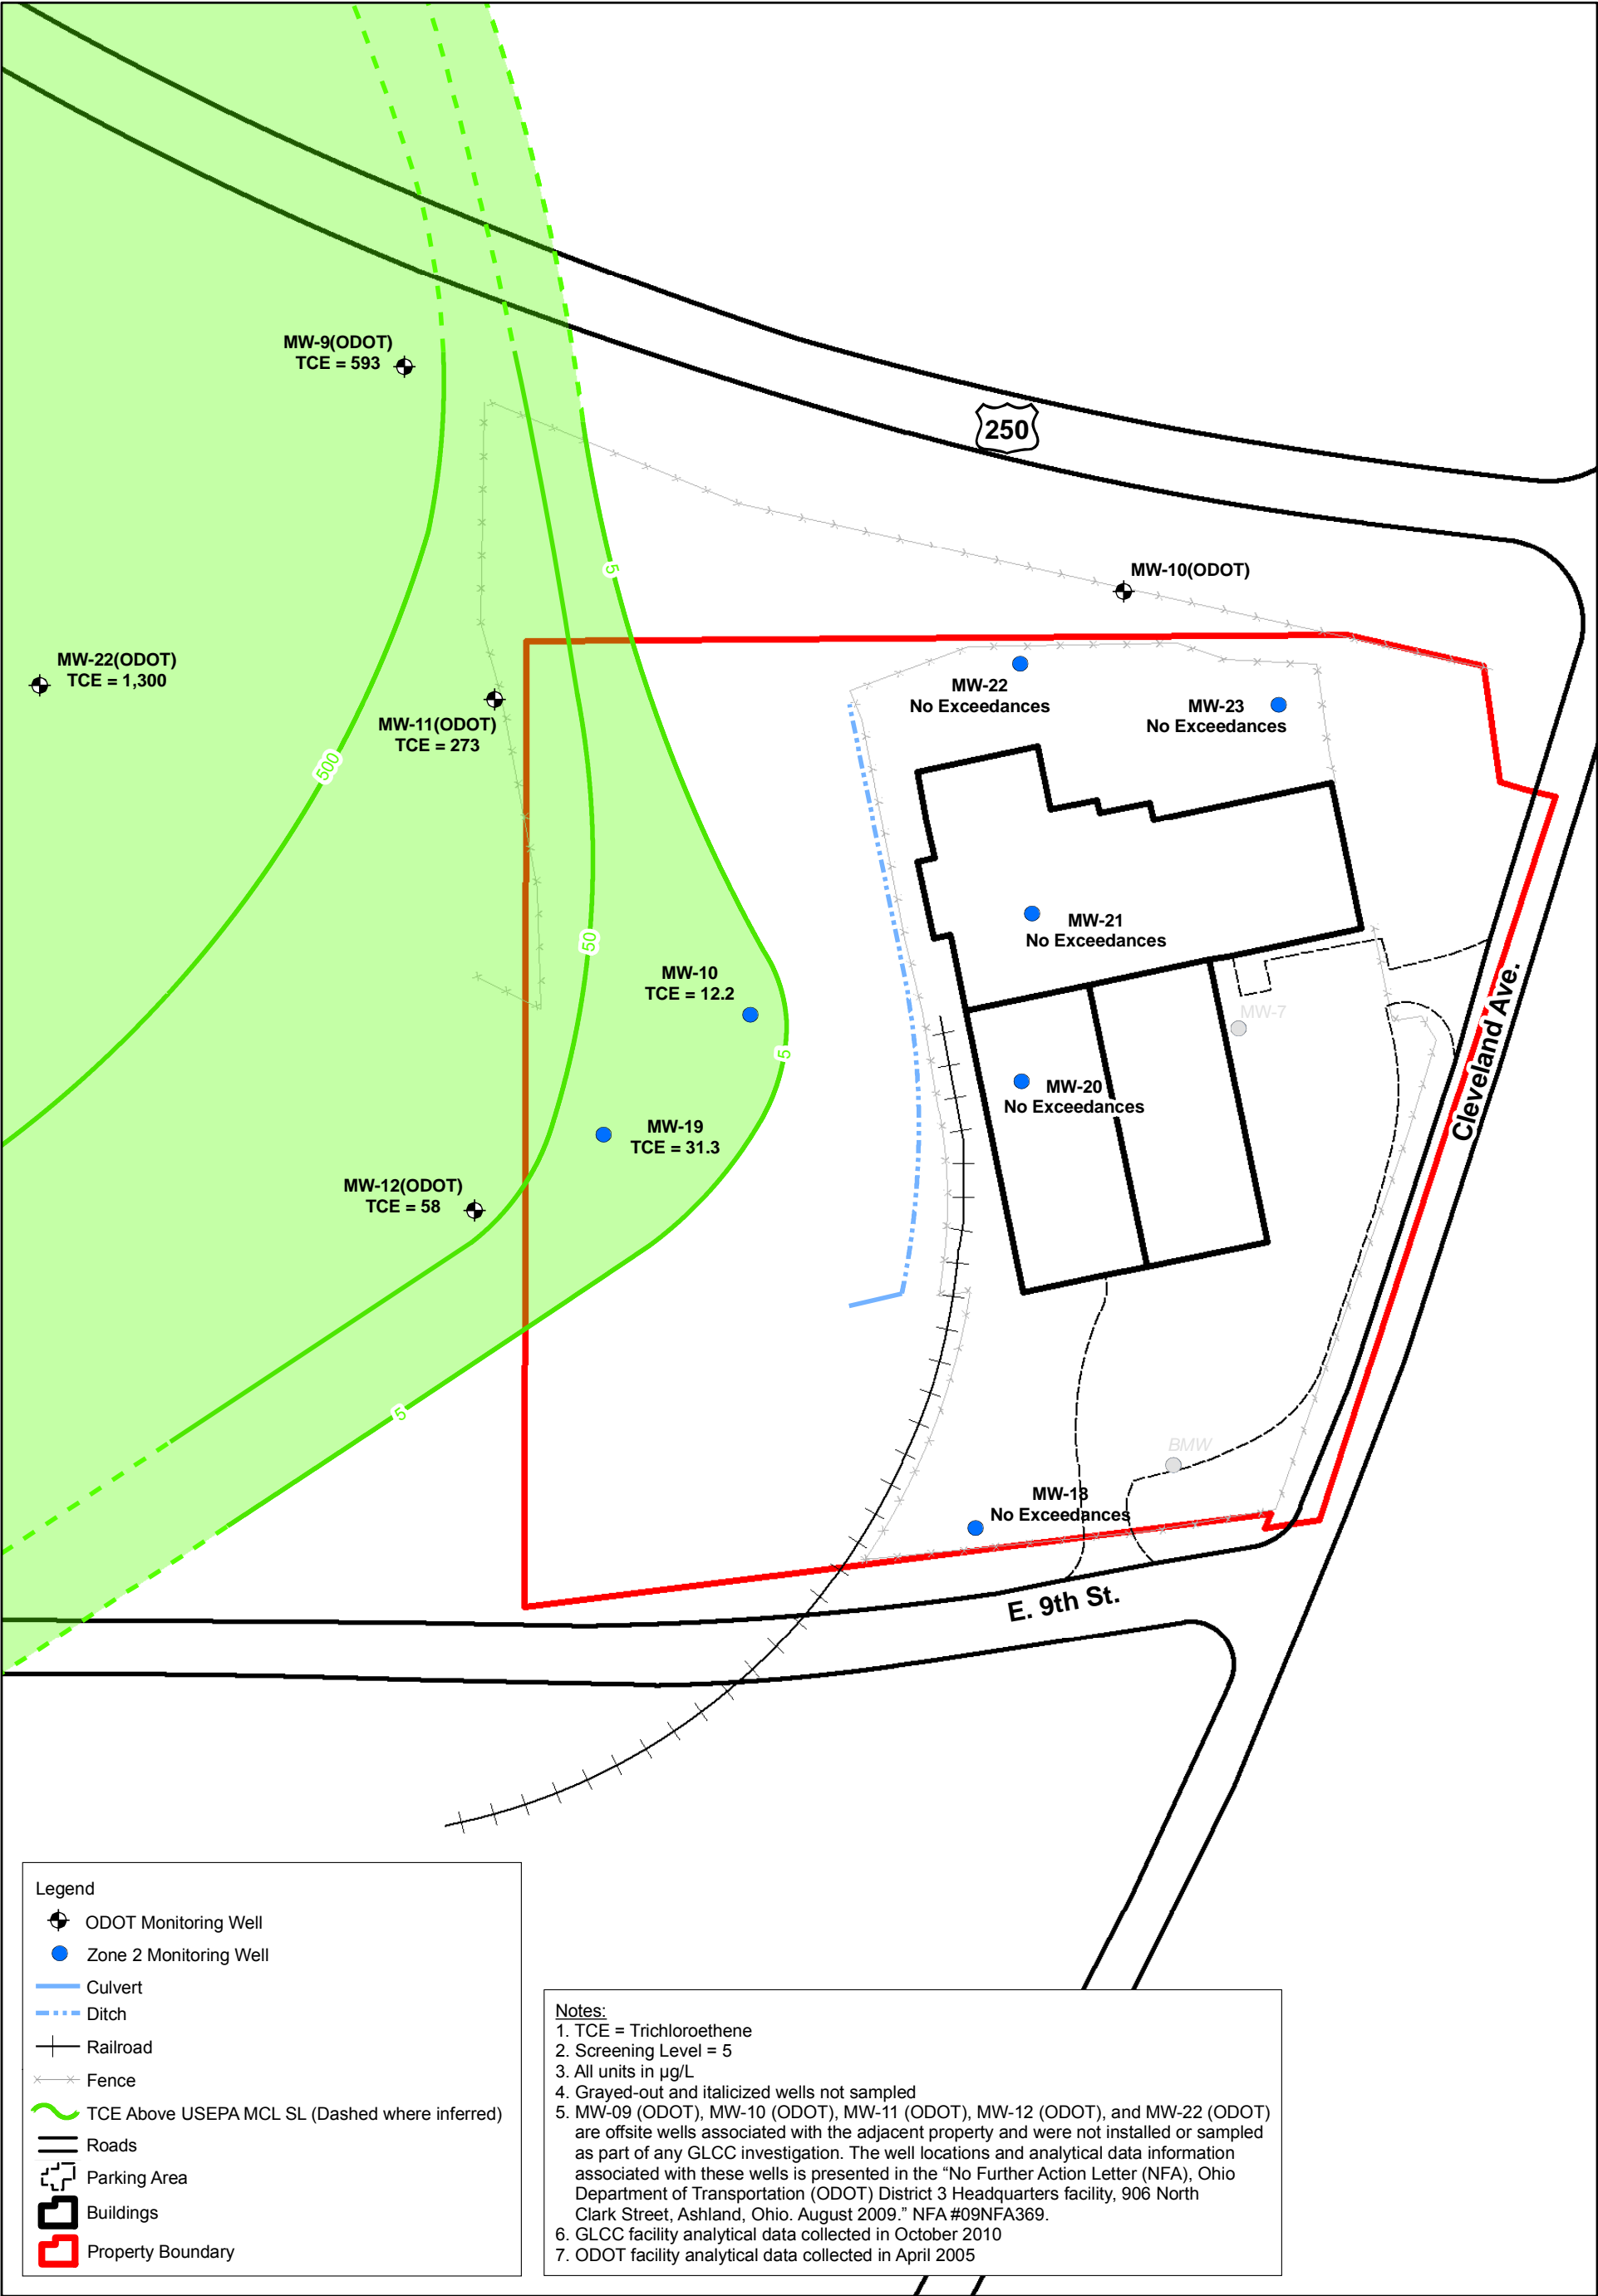 MW-9(ODOT)
TCE = 593
250
5
MW-10(ODOT)
MW-22(ODOT)
TCE = 1,300
MW-11(ODOT)
TCE = 273
MW-22
No Exceedances
MW-23
No Exceedances
500
MW-21
No Exceedances
50
MW-10
TCE = 12.2
MW-7
5
MW-20
No Exceedances
Cleveland Ave.
MW-19
TCE = 31.3
MW-12(ODOT)
TCE = 58
5
BMW
MW-18
No Exceedances
E. 9th St.
Legend
ODOT Monitoring Well
Zone 2 Monitoring Well
Culvert
Ditch
Railroad
Fence
TCE Above USEPA MCL SL (Dashed where inferred)
Roads
Parking Area
Buildings
Property Boundary
Notes:
1. TCE = Trichloroethene
2. Screening Level = 5
3. All units in µg/L
4. Grayed-out and italicized wells not sampled
5. MW-09 (ODOT), MW-10 (ODOT), MW-11 (ODOT), MW-12 (ODOT), and MW-22 (ODOT)
are offsite wells associated with the adjacent property and were not installed or sampled
as part of any GLCC investigation. The well locations and analytical data information
associated with these wells is presented in the “No Further Action Letter (NFA), Ohio
Department of Transportation (ODOT) District 3 Headquarters facility, 906 North
Clark Street, Ashland, Ohio. August 2009.” NFA #09NFA369.
6. GLCC facility analytical data collected in October 2010
7. ODOT facility analytical data collected in April 2005